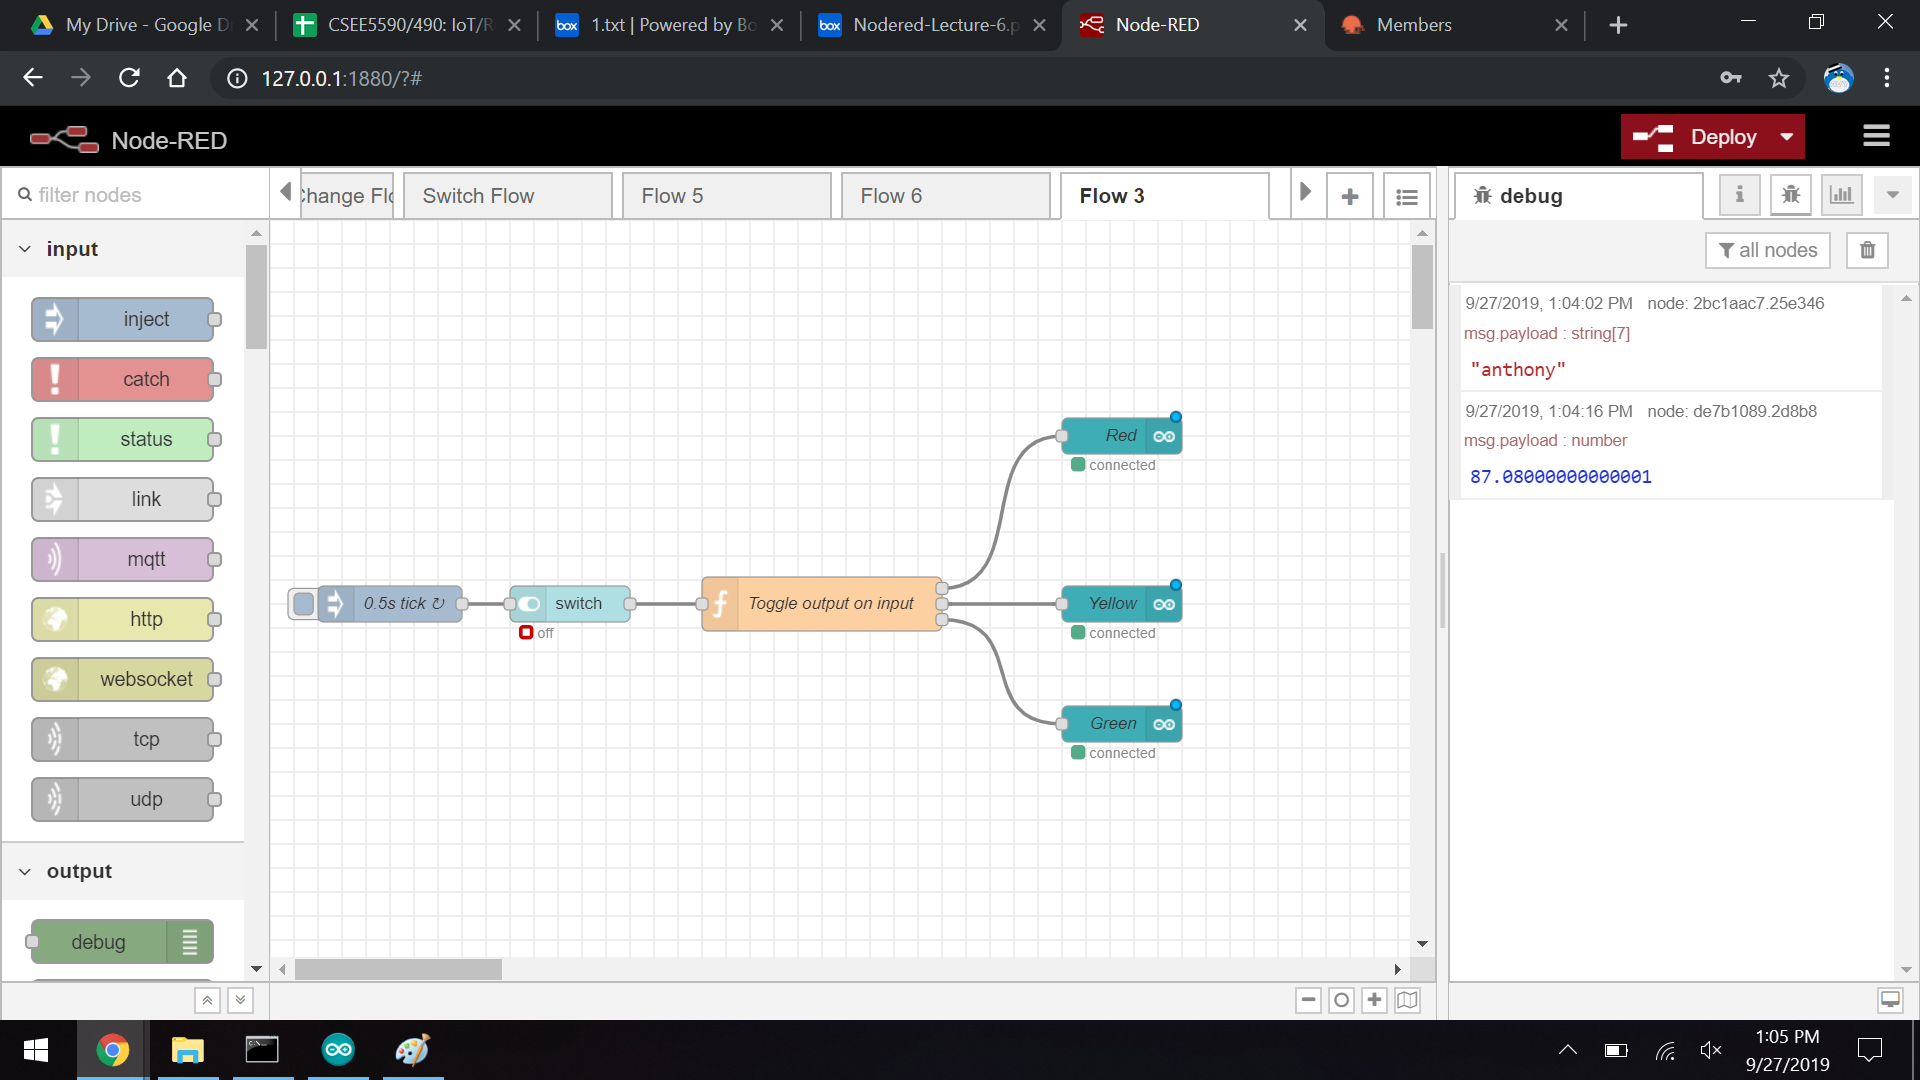 My Drive - Google D
CSEE5590/490: IoT/R
1.txt | Powered by Bo
Nodered-Lecture-6.p
Node-RED
Members
127.0.0.1:1880/?#
Node-RED
Deploy
filter nodes
Change Flo
Switch Flow
Flow 5
Flow 6
Flow 3
debug
all nodes
input
inject
catch
status
link
mqtt
http
websocket
tcp
udp
output
debug
0.5s tick ↻
switch
off
Toggle output on input
Red
connected
Yellow
connected
Green
connected
9/27/2019, 1:04:02 PM node: 2bc1aac7.25e346
msg.payload : string[7]
"anthony"
9/27/2019, 1:04:16 PM node: de7b1089.2d8b8
msg.payload : number
87.08000000000001
1:05 PM
9/27/2019